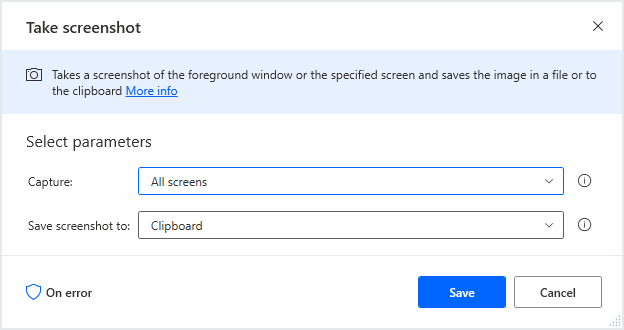 Take screenshot
Takes a screenshot of the foreground window or the specified screen and saves the image in a file or to
the clipboard More info
Select parameters
Capture: All screens
Save screenshot to: Clipboard
On error Save Cancel